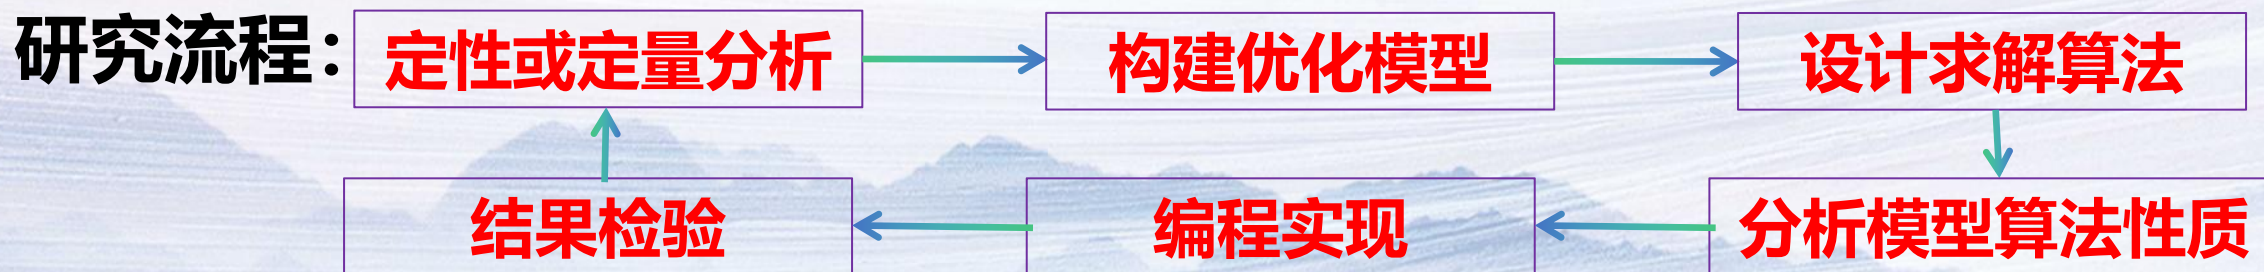 研究流程：
定性或定量分析
构建优化模型
设计求解算法
分析模型算法性质
编程实现
结果检验